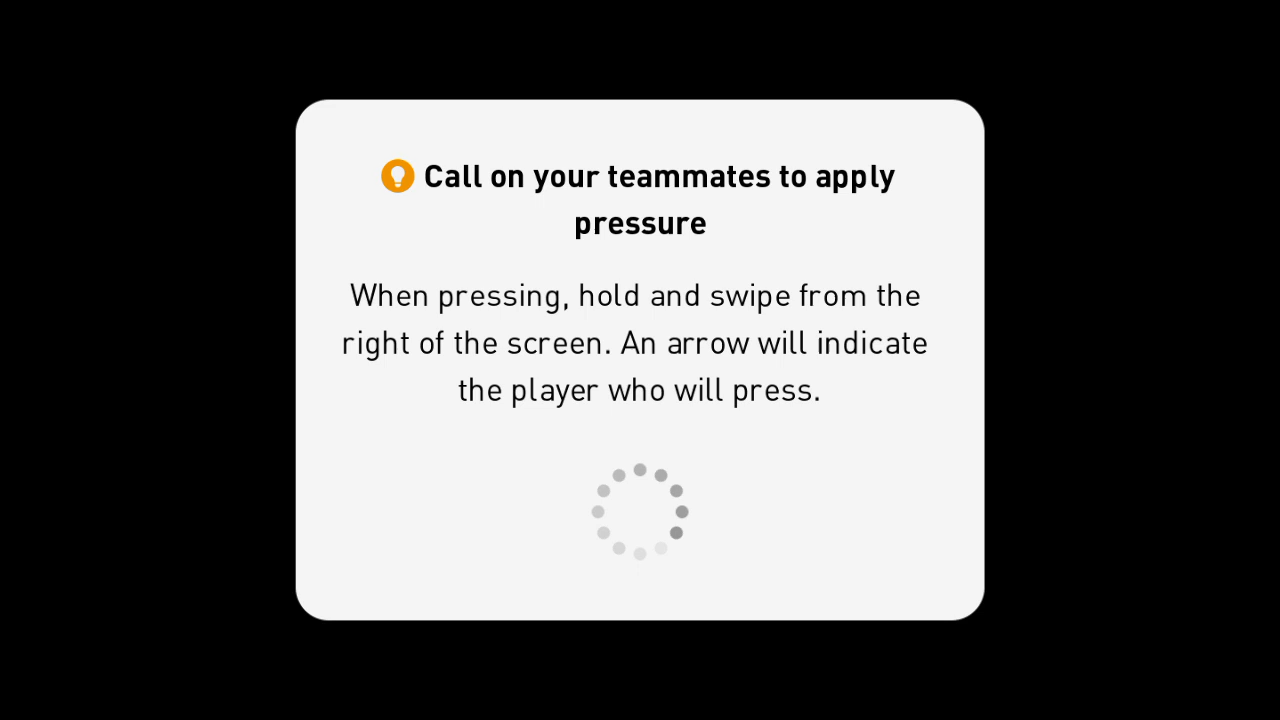 Call on your teammates to apply
pressure
When pressing, hold and swipe from the
right of the screen. An arrow will indicate
the player who will press.